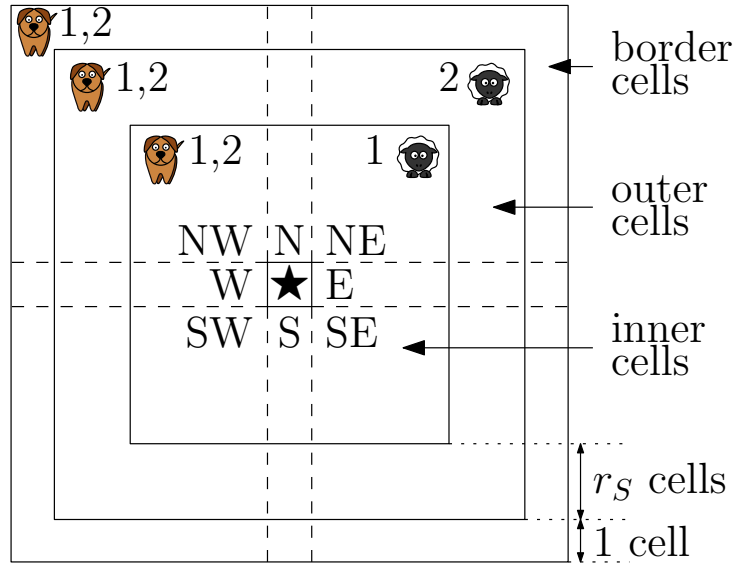 1,2
border
cells
1,2
2
1,2
1
outer
cells
NW N NE
W E
SW S SE
inner
cells
r_S cells
1 cell